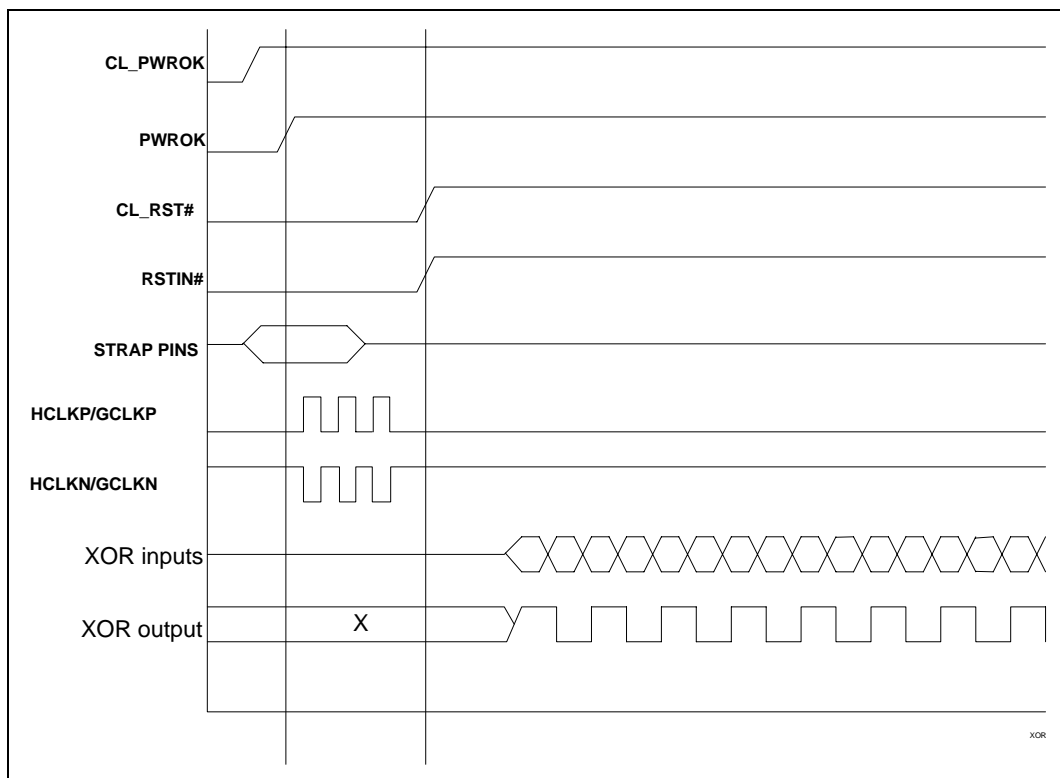 CL_PWROK
PWROK
CL_RST#
RSTIN#
STRAP PINS
HCLKP/GCLKP
HCLKN/GCLKN
XOR inputs
XOR output
X
XOR